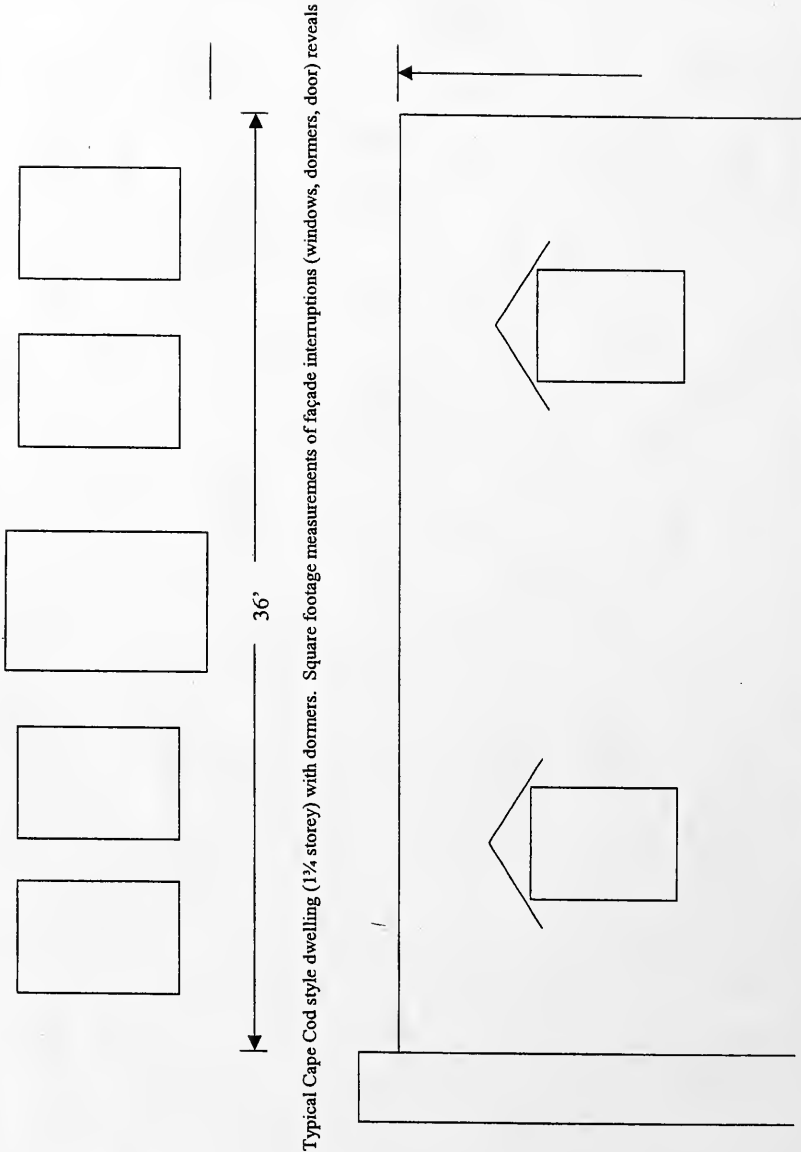 36’
Typical Cape Cod style dwelling (1¾ storey) with dormers. Square footage measurements of façade interruptions (windows, dormers, door) reveals